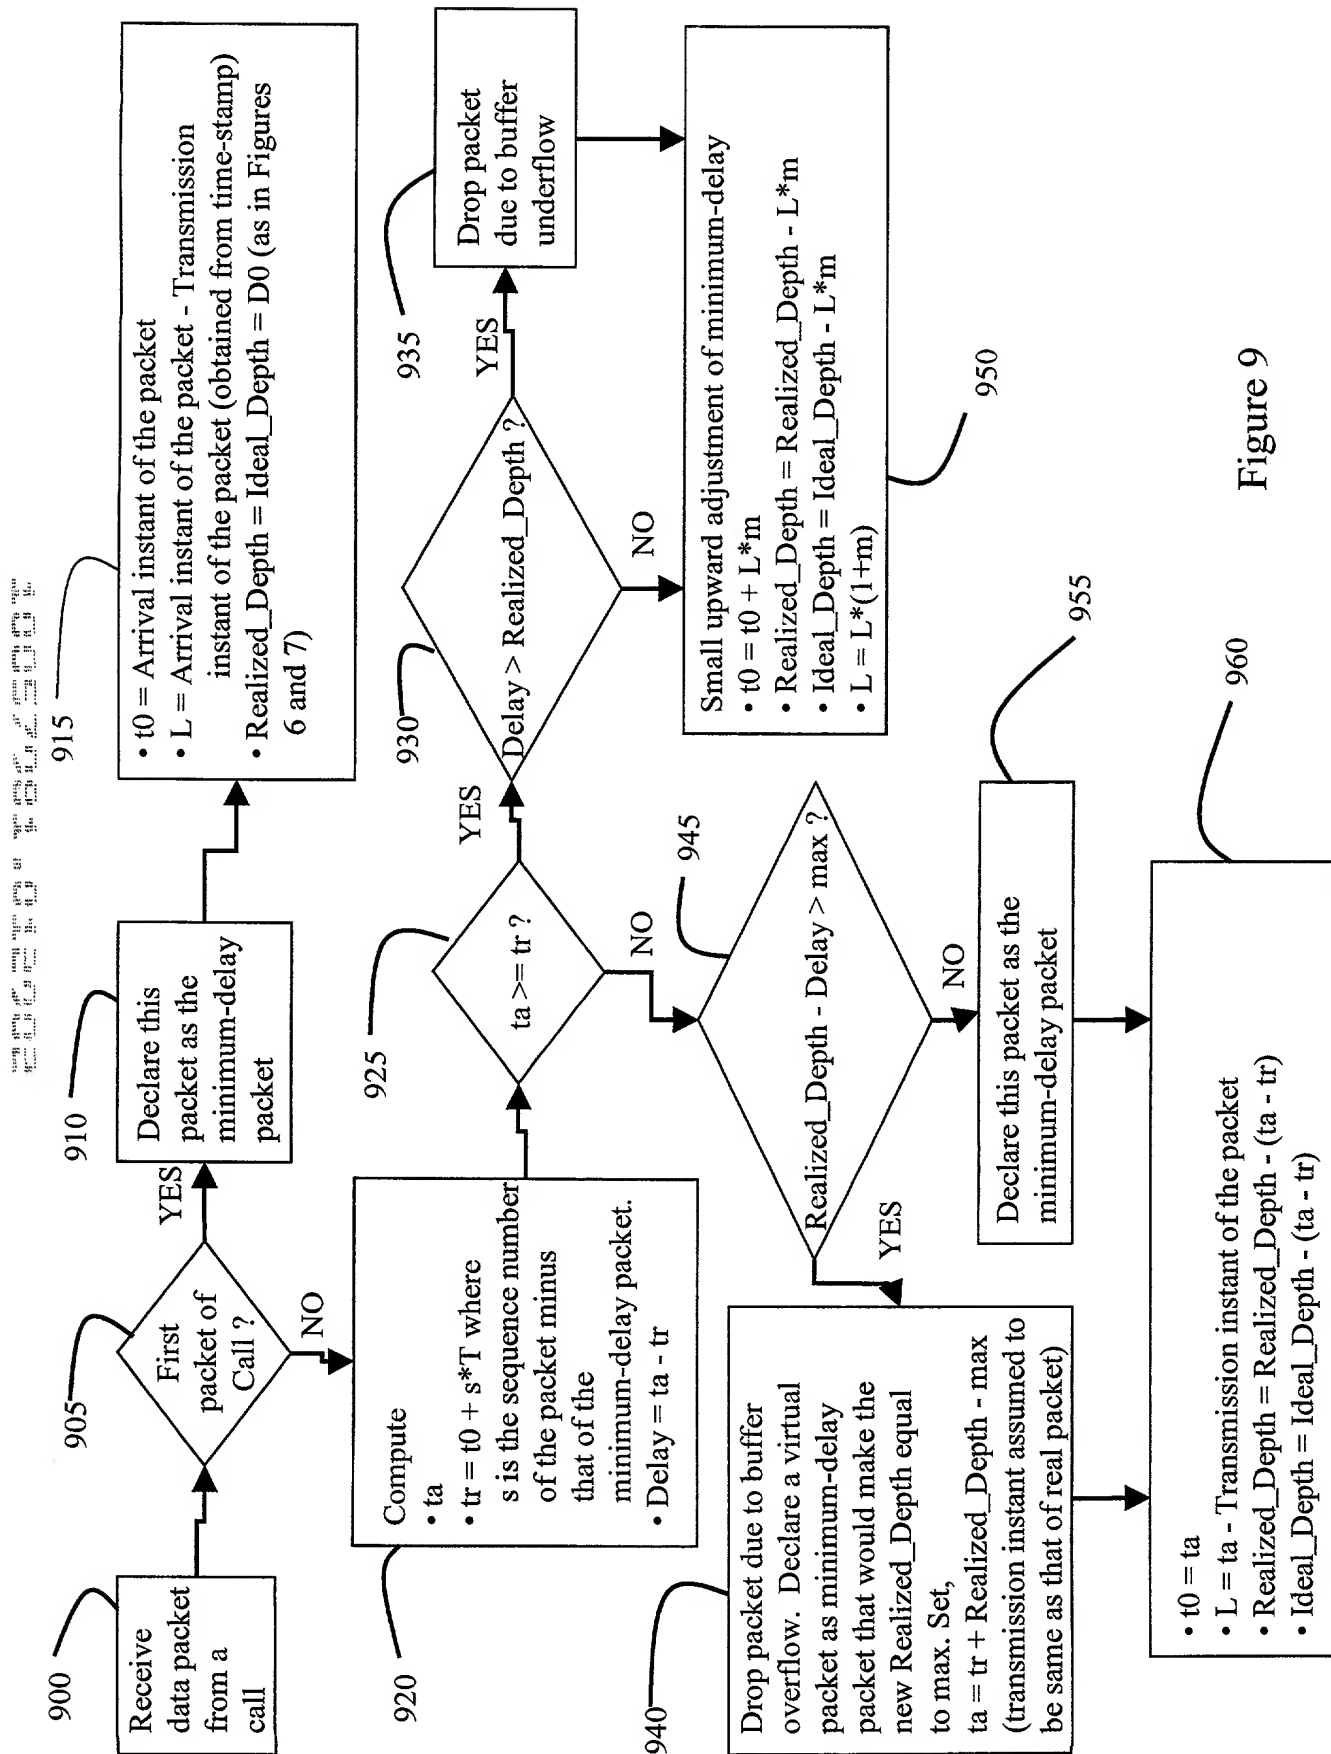 900
Receive
data packet
from a
call
905
First
packet of
Call ?
YES
NO
910
Declare this
packet as the
minimum-delay
packet
915
• t0 = Arrival instant of the packet
• L = Arrival instant of the packet - Transmission
instant of the packet (obtained from time-stamp)
• Realized_Depth = Ideal_Depth = D0 (as in Figures
6 and 7)
920
Compute
• ta
• tr = t0 + s*T where
s is the sequence number
of the packet minus
that of the
minimum-delay packet.
• Delay = ta - tr
925
ta >= tr ?
YES
NO
930
Delay > Realized_Depth ?
YES
NO
935
Drop packet
due to buffer
underflow
940
Drop packet due to buffer
overflow. Declare a virtual
packet as minimum-delay
packet that would make the
new Realized_Depth equal
to max. Set,
ta = tr + Realized_Depth - max
(transmission instant assumed to
be same as that of real packet)
945
Realized_Depth - Delay > max ?
YES
NO
950
Small upward adjustment of minimum-delay
• t0 = t0 + L*m
• Realized_Depth = Realized_Depth - L*m
• Ideal_Depth = Ideal_Depth - L*m
• L = L*(1+m)
955
Declare this packet as the
minimum-delay packet
960
• t0 = ta
• L = ta - Transmission instant of the packet
• Realized_Depth = Realized_Depth - (ta - tr)
• Ideal_Depth = Ideal_Depth - (ta - tr)
Figure 9